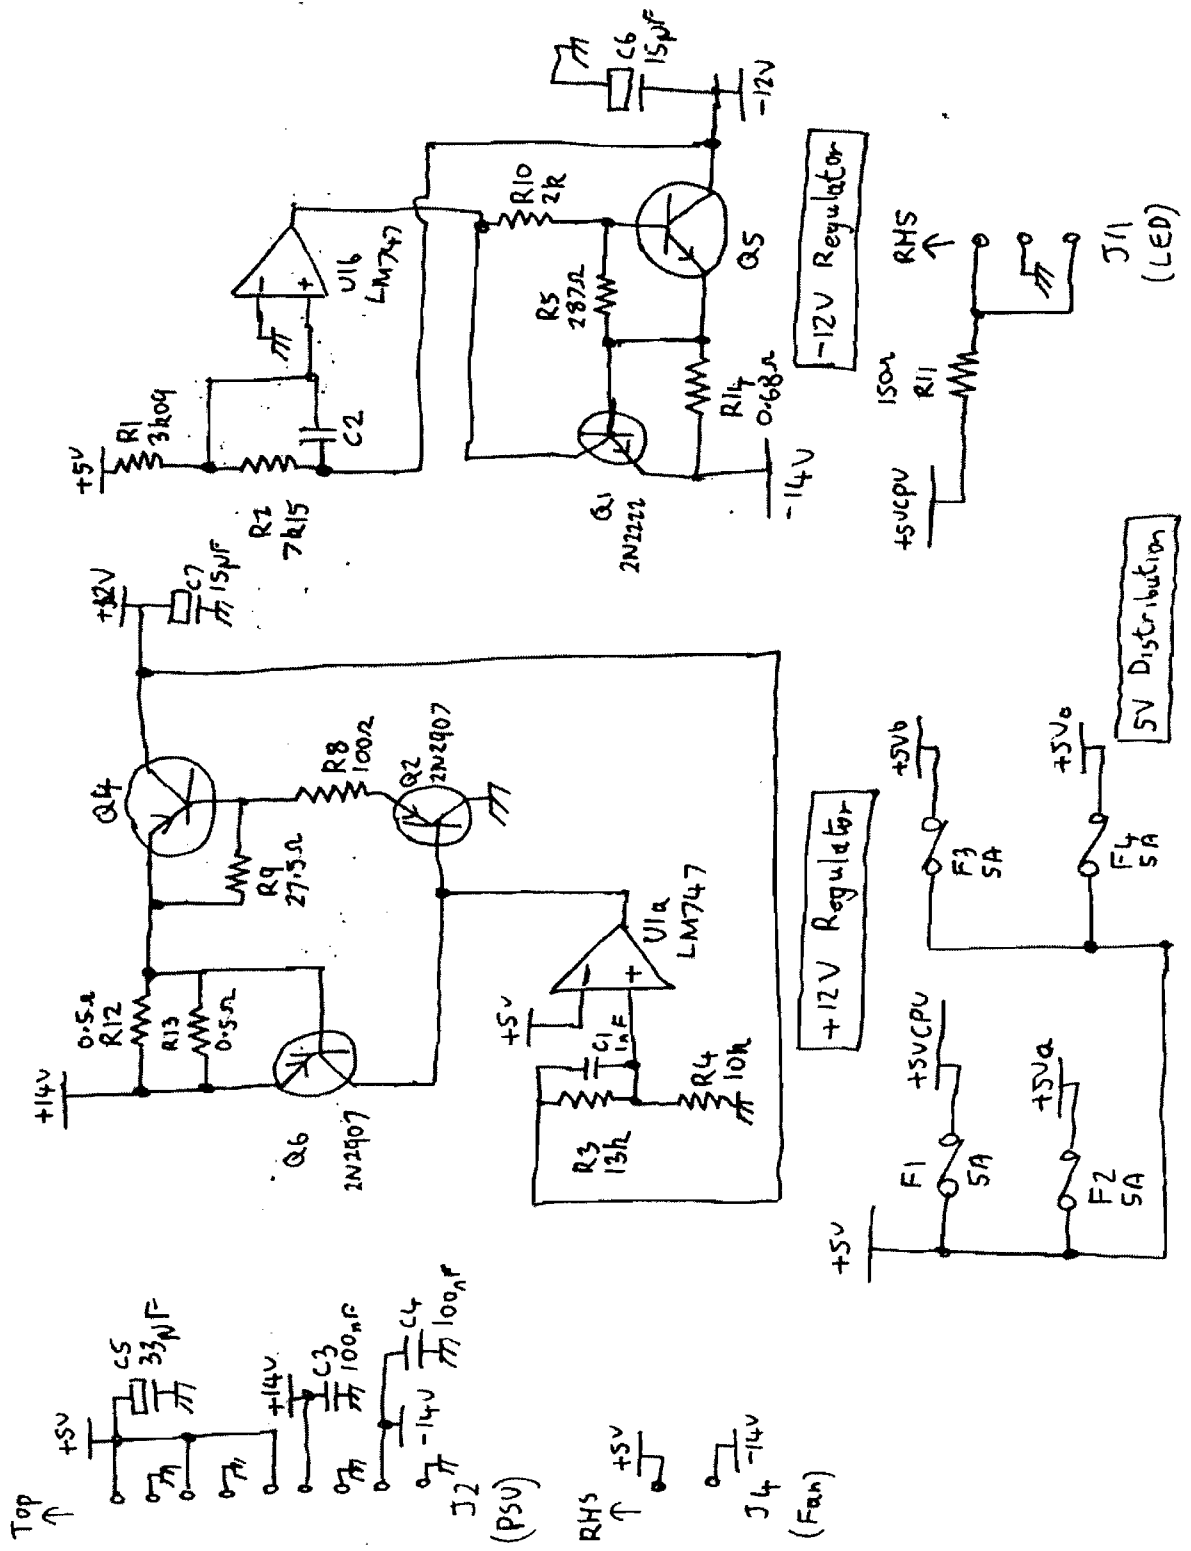 Top
↑
+5V
C5
33µF
+14V
C3
100nF
-14V
C4
100nF
J2
(PSU)
RHS
↑
+5V
-14V
J4
(Fan)
+14V
0.5Ω
R12
R13
0.5Ω
Q6
2N2907
Q4
R9
27.5Ω
R8
100Ω
Q2
2N2907
+12V
C7
15µF
+5V
U1a
LM747
C1
1nF
R3
13k
R4
10k
+12V Regulator
+5V
R1
3k09
R2
7k15
C2
U1b
LM747
R10
2k
R5
287Ω
Q1
2N2222
R14
0.68Ω
-14V
Q5
C6
15µF
-12V
-12V Regulator
+5V
F1
5A
+5VCPU
F2
5A
+5Va
F3
5A
+5Vb
F4
5A
5V Distribution
+5VCPU
150Ω
R11
RHS
↑
J11
(LED)